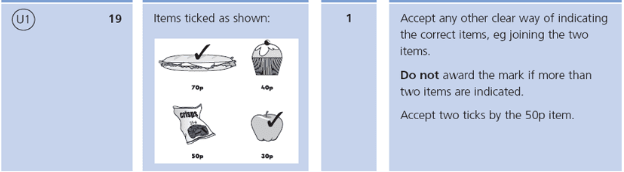 U1 19 Items ticked as shown: 1 Accept any other clear way of indicating
the correct items, eg joining the two
items.
70p 40p
Do not award the mark if more than
two items are indicated.
crisps
Accept two ticks by the 50p item.
50p 30p